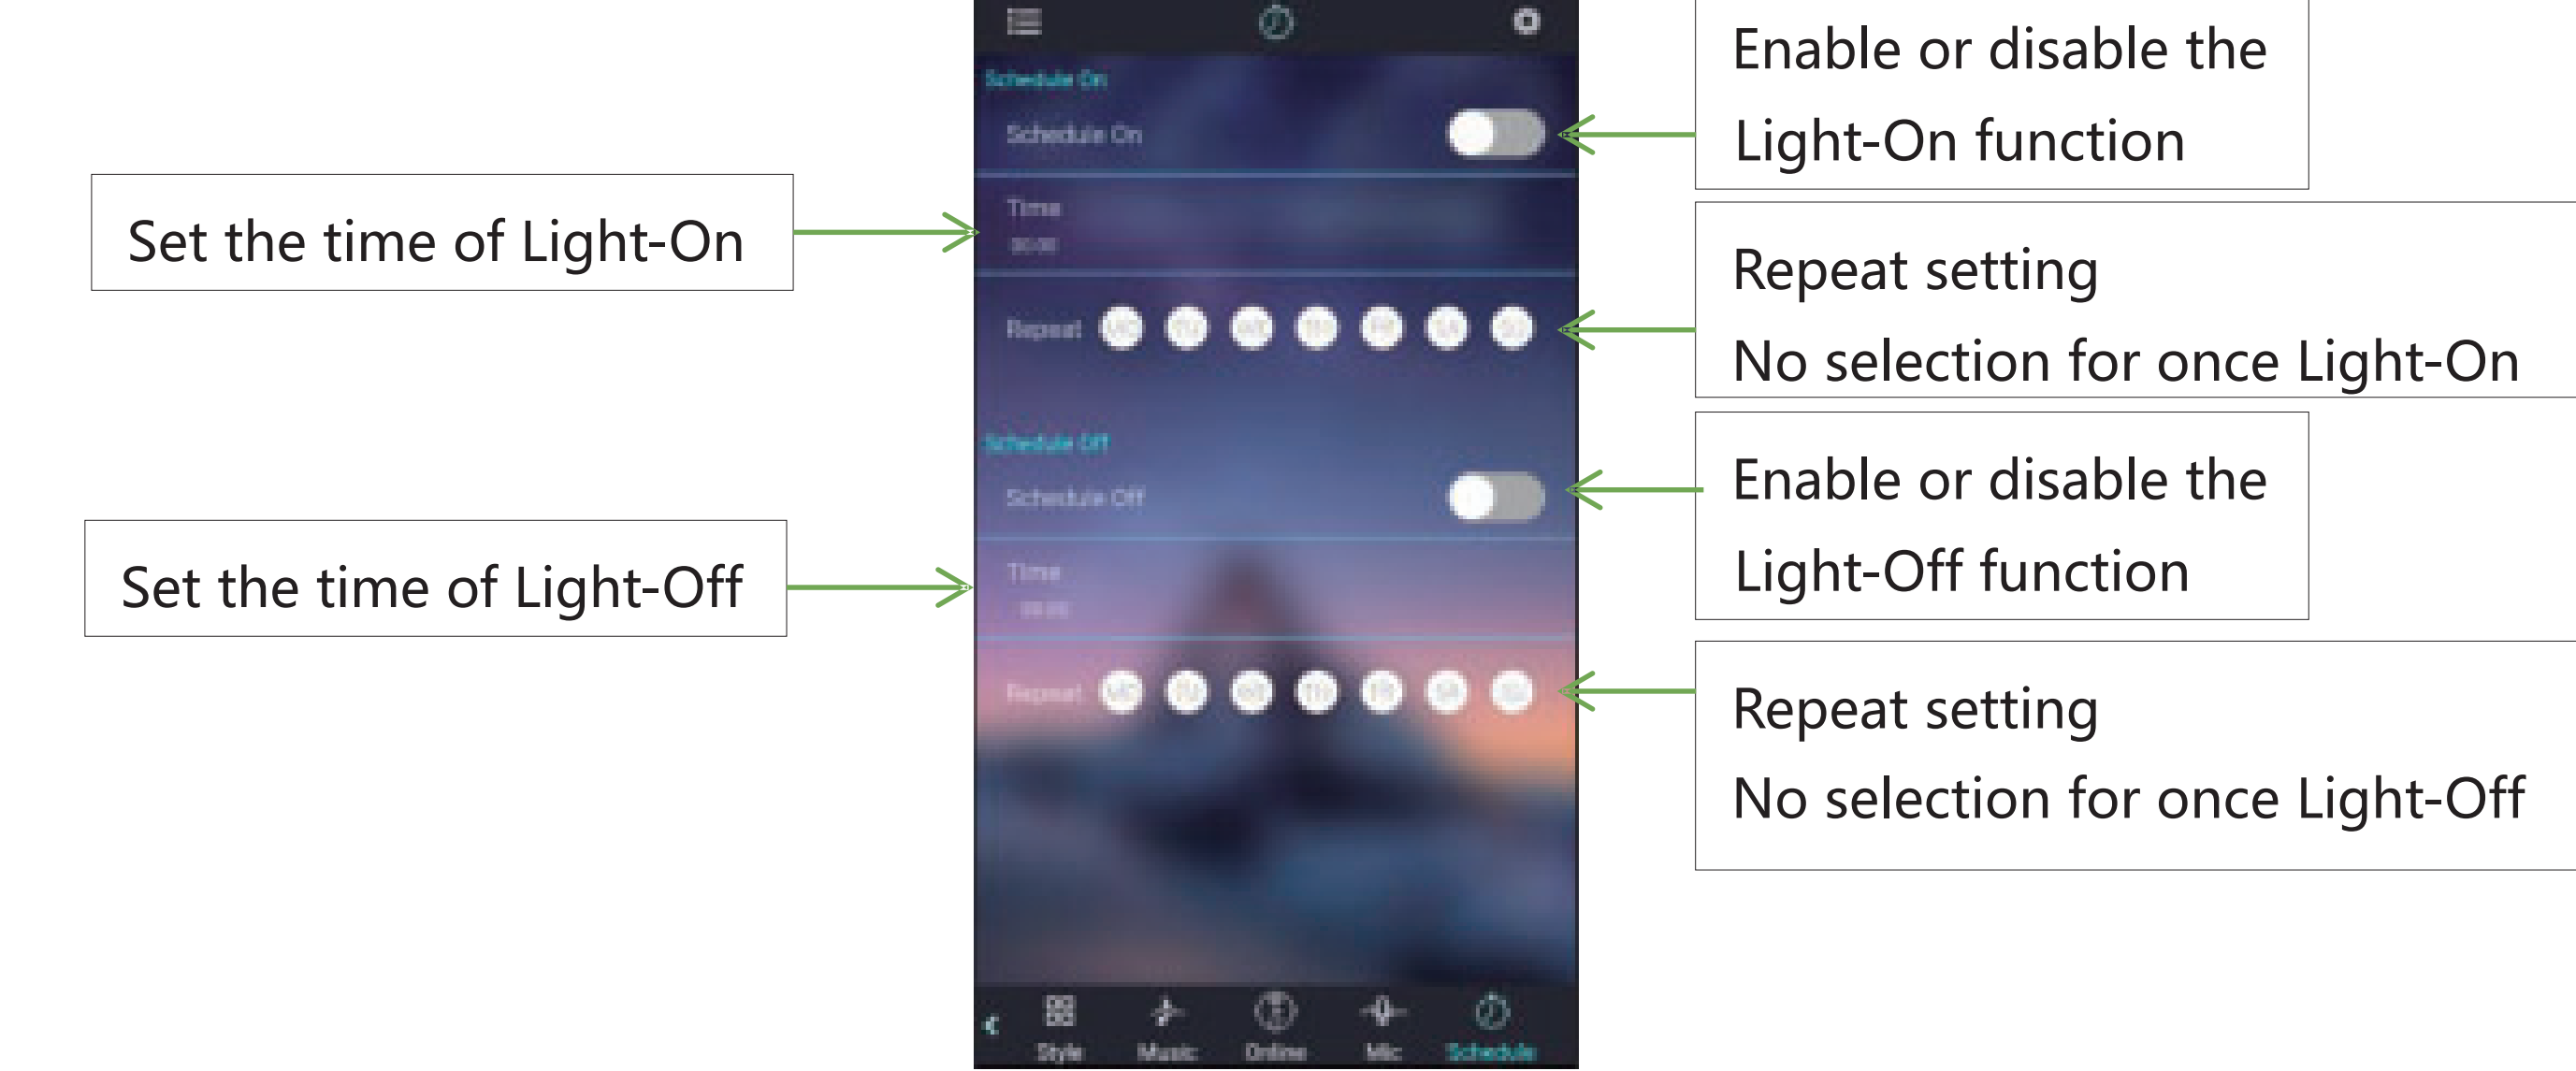 Enable or disable the
Light-On function
Set the time of Light-On
Repeat setting
No selection for once Light-On
Enable or disable the
Light-Off function
Set the time of Light-Off
Repeat setting
No selection for once Light-Off
Schedule On
Schedule On
Time
Repeat
Schedule Off
Schedule Off
Time
Repeat
Style Music Online Mic Schedule